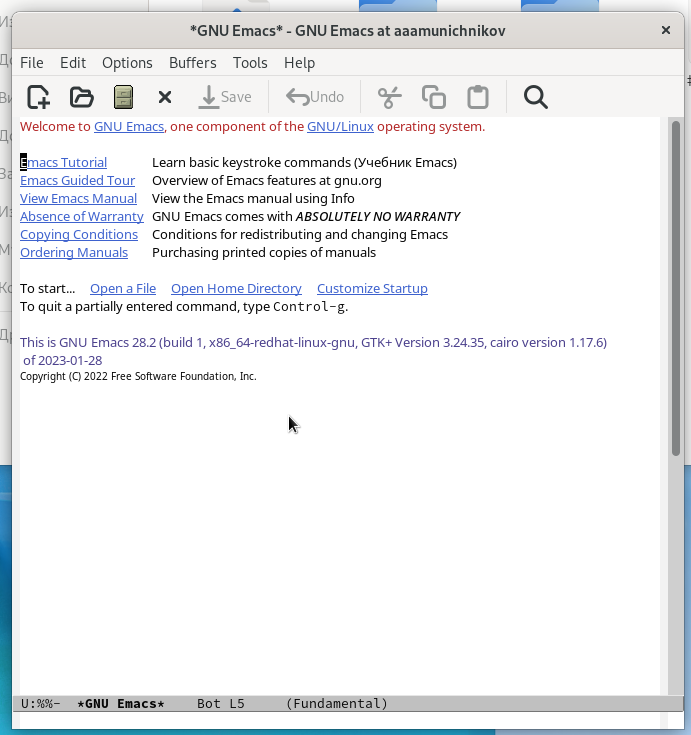 *GNU Emacs* - GNU Emacs at aaamunichnikov
File Edit Options Buffers Tools Help
Save Undo
Welcome to GNU Emacs, one component of the GNU/Linux operating system.
Emacs Tutorial Learn basic keystroke commands (Учебник Emacs)
Emacs Guided Tour Overview of Emacs features at gnu.org
View Emacs Manual View the Emacs manual using Info
Absence of Warranty GNU Emacs comes with ABSOLUTELY NO WARRANTY
Copying Conditions Conditions for redistributing and changing Emacs
Ordering Manuals Purchasing printed copies of manuals
To start... Open a File Open Home Directory Customize Startup
To quit a partially entered command, type Control-g.
This is GNU Emacs 28.2 (build 1, x86_64-redhat-linux-gnu, GTK+ Version 3.24.35, cairo version 1.17.6)
of 2023-01-28
Copyright (C) 2022 Free Software Foundation, Inc.
U:%%- *GNU Emacs* Bot L5 (Fundamental)